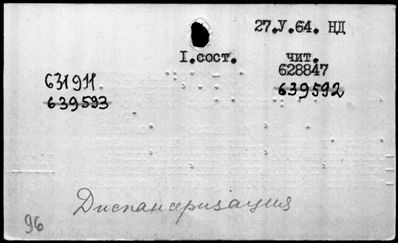 27.V.64. НД
I.сост. чит.
628847
631911
639593 639592
Диспансеризация
96